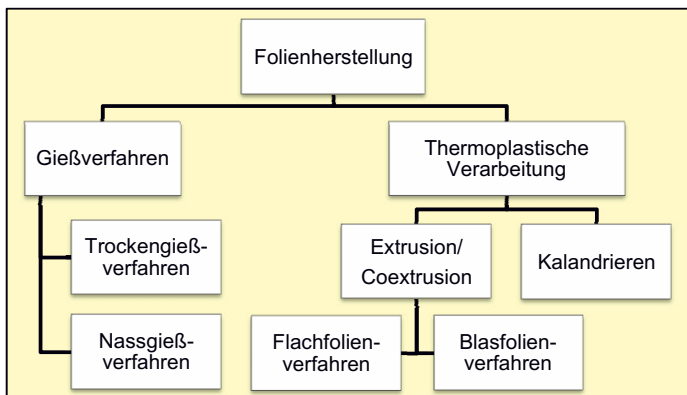 Folienherstellung
Gießverfahren
Thermoplastische
Verarbeitung
Trockengieß-
verfahren
Extrusion/
Coextrusion
Kalandrieren
Nassgieß-
verfahren
Flachfolien-
verfahren
Blasfolien-
verfahren